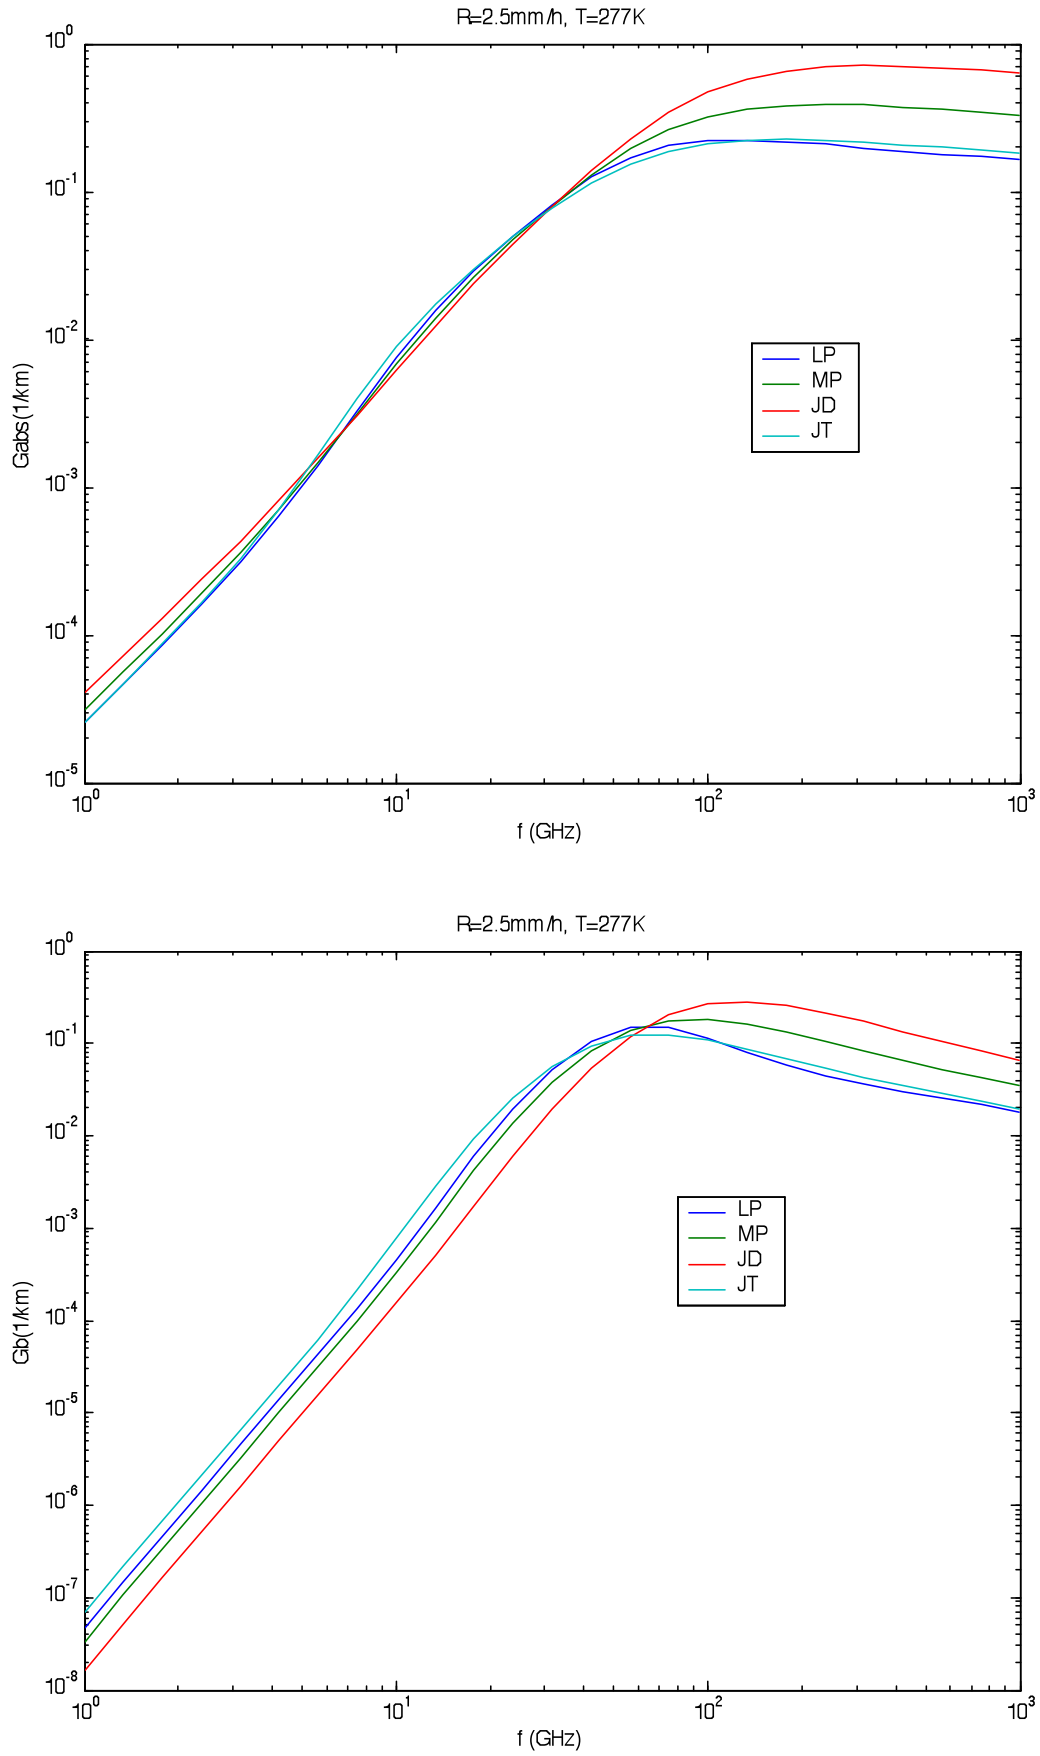 R=2.5mm/h, T=277K
10^0
10^-1
10^-2
10^-3
10^-4
10^-5
Gabs(1/km)
LP
MP
JD
JT
10^0 10^1 10^2 10^3
f (GHz)
R=2.5mm/h, T=277K
10^0
10^-1
10^-2
10^-3
10^-4
10^-5
10^-6
10^-7
10^-8
Gb(1/km)
LP
MP
JD
JT
10^0 10^1 10^2 10^3
f (GHz)